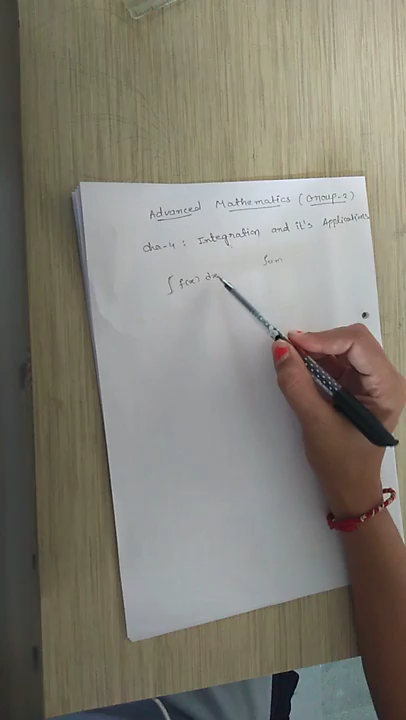 Advanced Mathematics (Group-2)
Cha-4: Integration and it's Applications
Sum
∫ f(x) dx